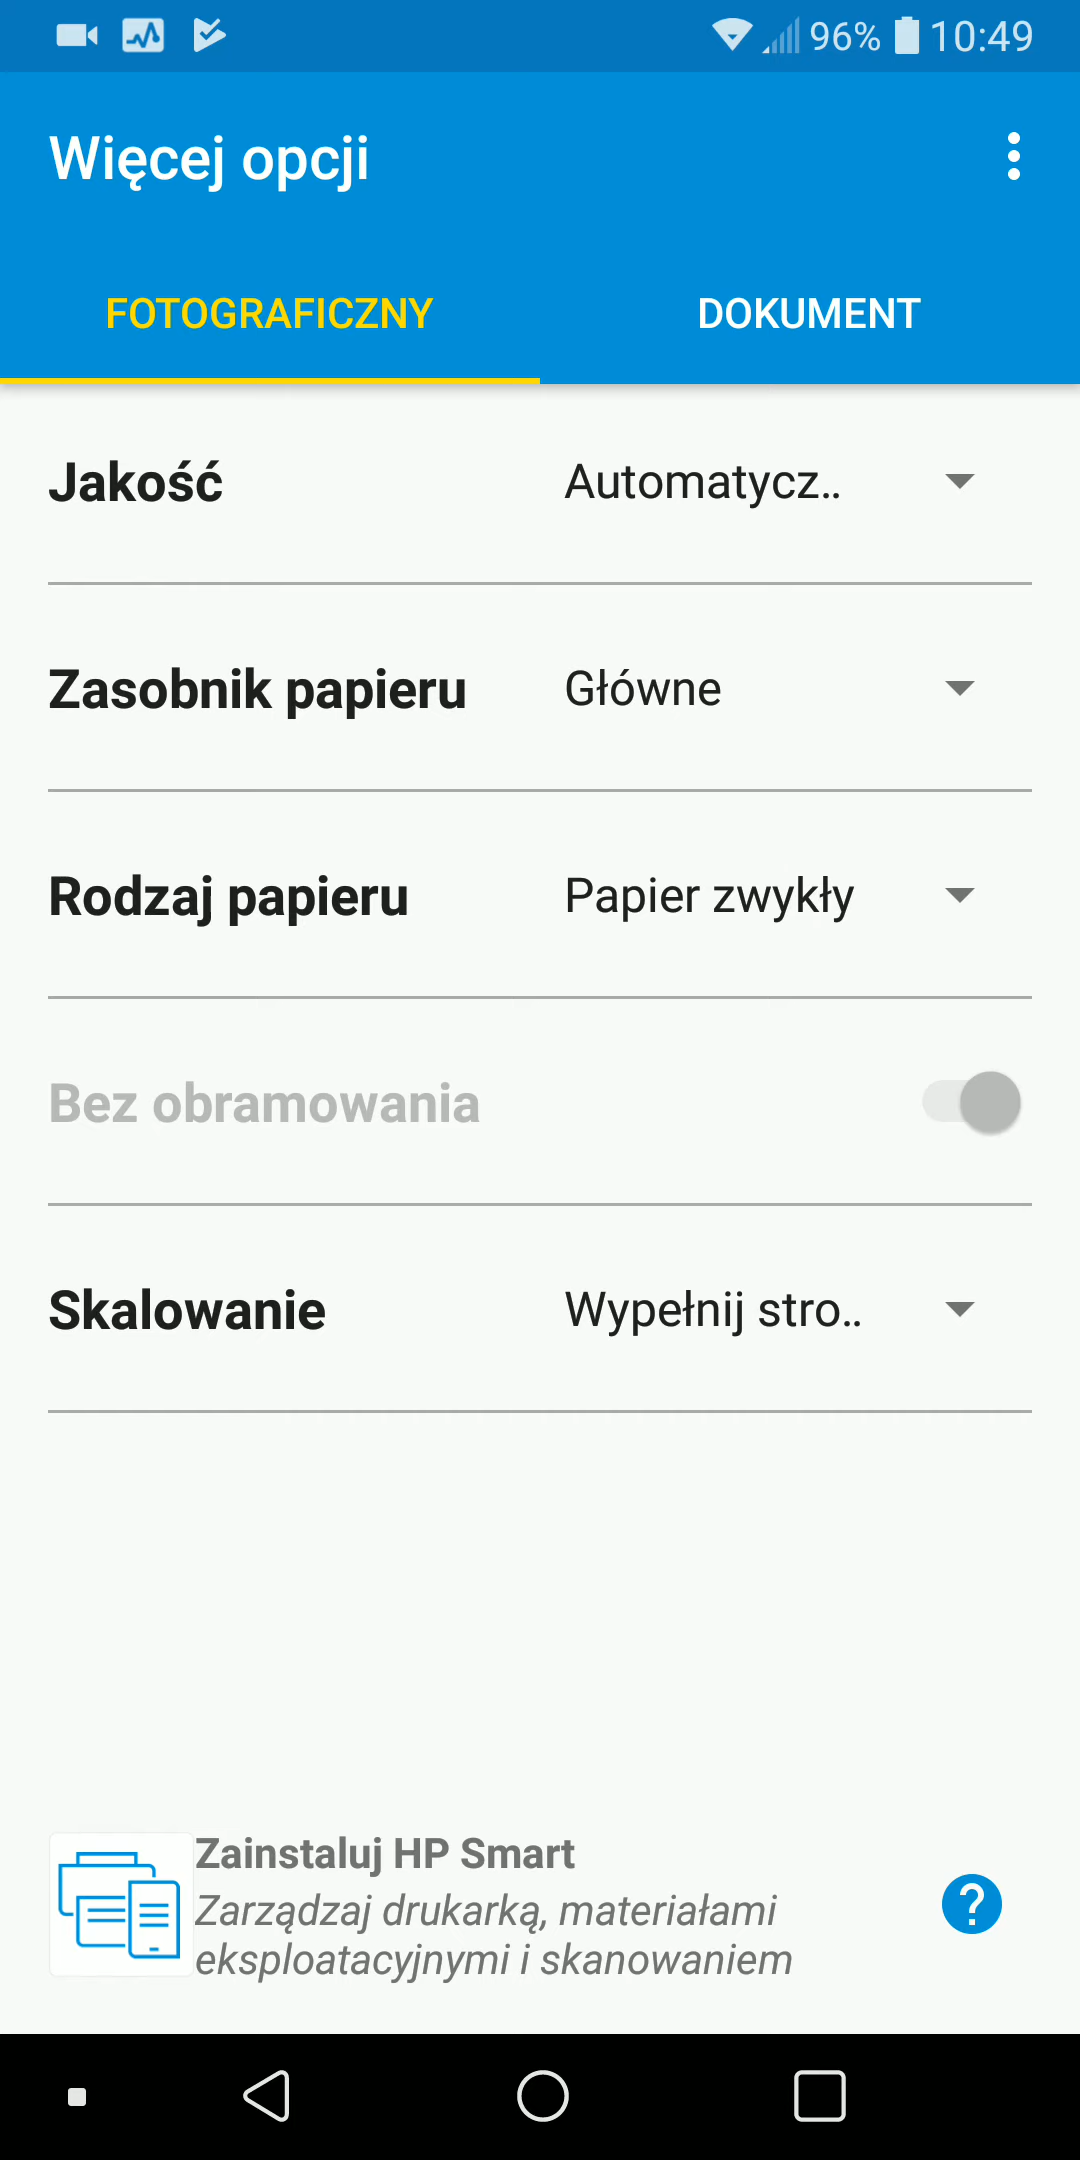 96% 10:49
Więcej opcji
FOTOGRAFICZNY DOKUMENT
Jakość Automatycz..
Zasobnik papieru Główne
Rodzaj papieru Papier zwykły
Bez obramowania
Skalowanie Wypełnij stro..
Zainstaluj HP Smart
Zarządzaj drukarką, materiałami
eksploatacyjnymi i skanowaniem